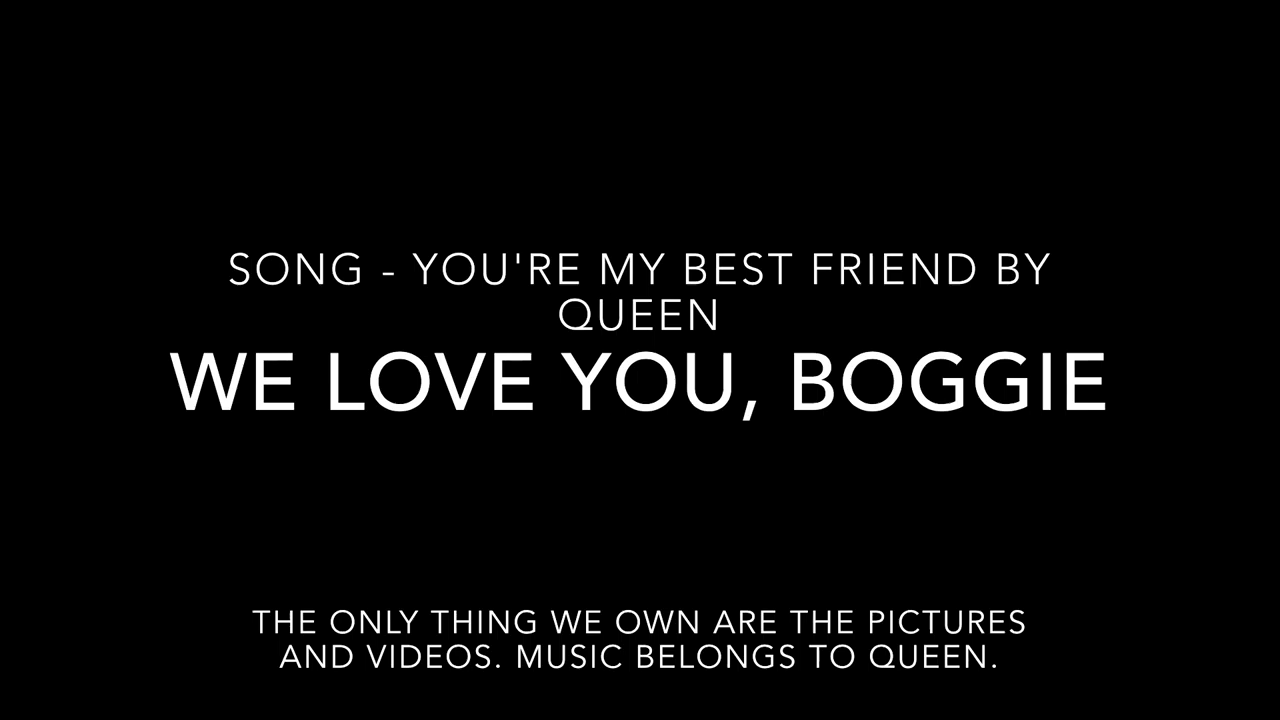 SONG - YOU'RE MY BEST FRIEND BY
QUEEN
WE LOVE YOU, BOGGIE
THE ONLY THING WE OWN ARE THE PICTURES
AND VIDEOS. MUSIC BELONGS TO QUEEN.